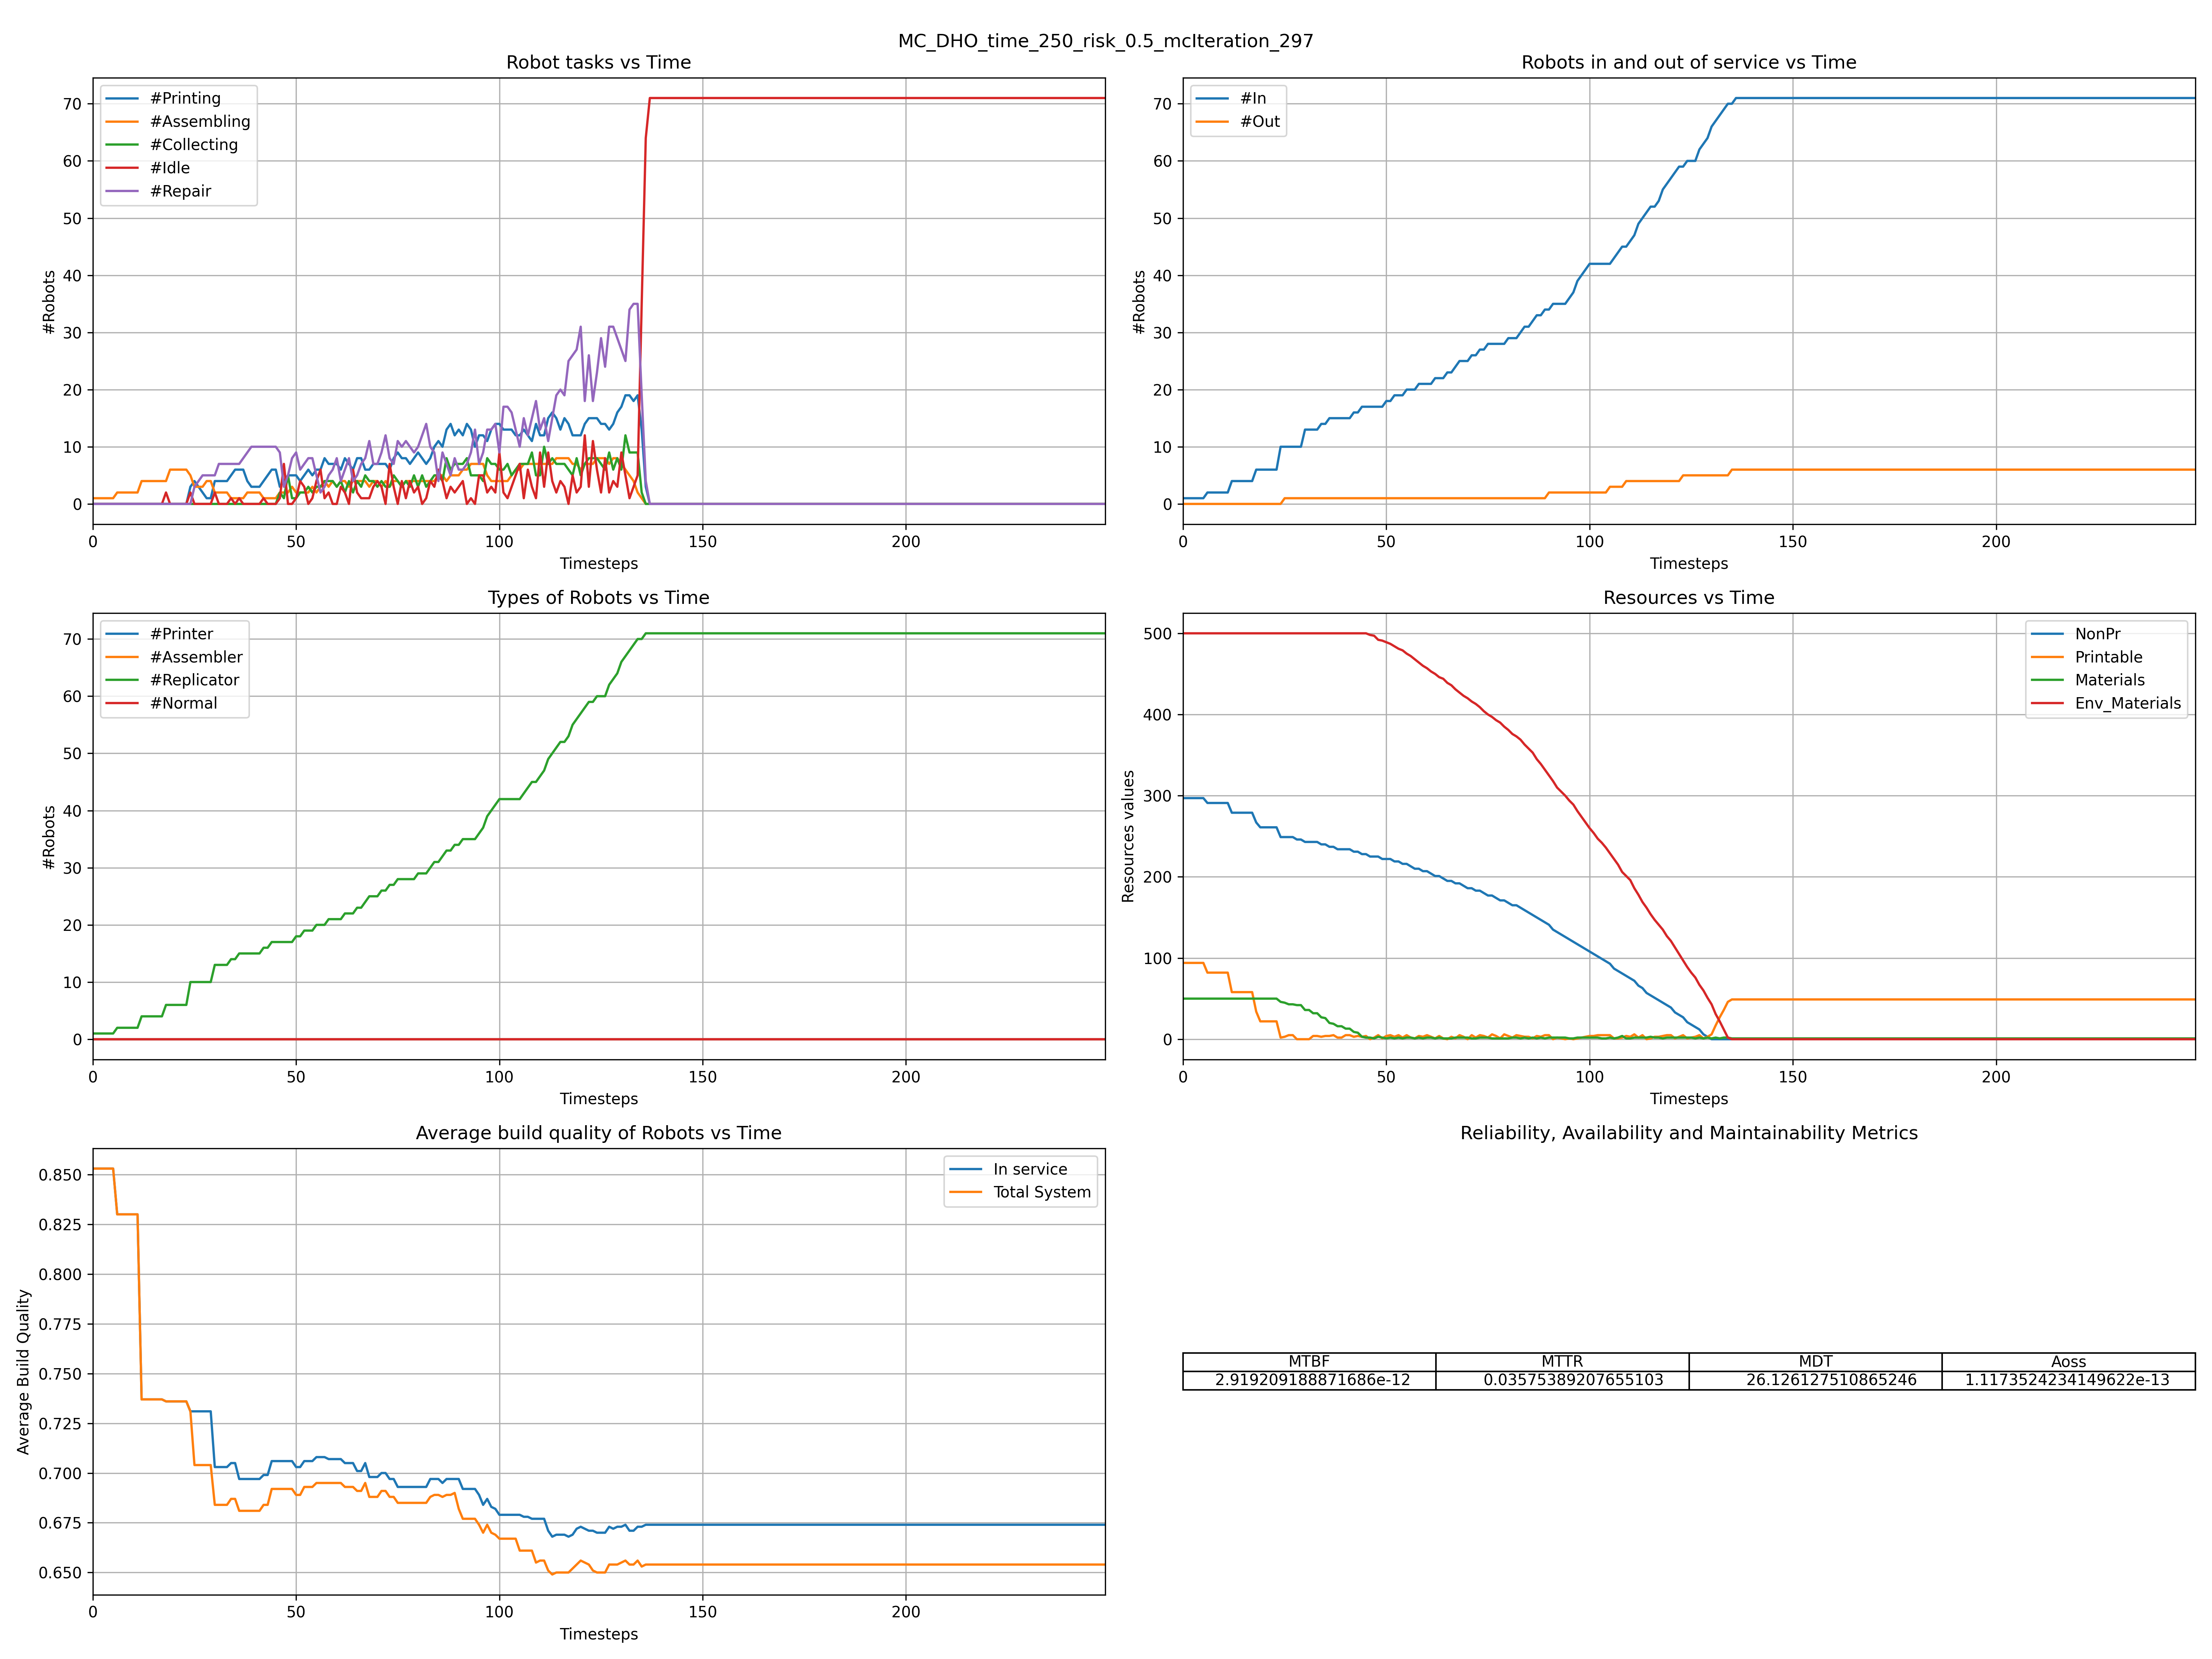 MC_DHO_time_250_risk_0.5_mcIteration_297
Robot tasks vs Time
#Printing
#Assembling
#Collecting
#Idle
#Repair
70
60
50
40
30
20
10
0
#Robots
0 50 100 150 200
Timesteps
Robots in and out of service vs Time
#In
#Out
70
60
50
40
30
20
10
0
#Robots
0 50 100 150 200
Timesteps
Types of Robots vs Time
#Printer
#Assembler
#Replicator
#Normal
70
60
50
40
30
20
10
0
#Robots
0 50 100 150 200
Timesteps
Resources vs Time
NonPr
Printable
Materials
Env_Materials
500
400
300
200
100
0
Resources values
0 50 100 150 200
Timesteps
Average build quality of Robots vs Time
In service
Total System
0.850
0.825
0.800
0.775
0.750
0.725
0.700
0.675
0.650
Average Build Quality
0 50 100 150 200
Timesteps
Reliability, Availability and Maintainability Metrics
MTBF MTTR MDT Aoss
2.919209188871686e-12 0.03575389207655103 26.126127510865246 1.1173524234149622e-13